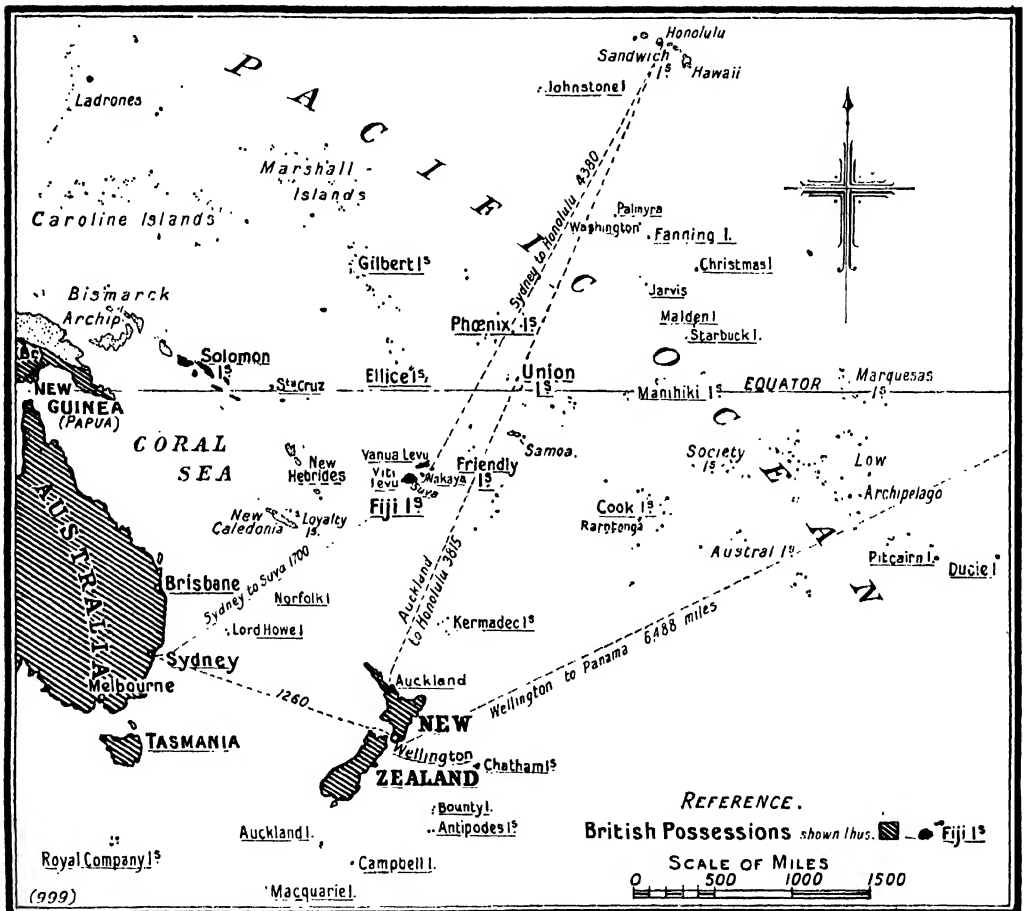 Honolulu
Sandwich
Iˢ
Hawaii
Johnstone I
Ladrones
PACIFIC
OCEAN
Marshall
Islands
Caroline Islands
Sydney to Honolulu 4380
Palmyra
Washington
Fanning I.
Christmas I
Gilbert Iˢ
Jarvis
Bismarck
Archip.
Phœnix Iˢ
Malden I
Starbuck I.
Solomon
Iˢ
Sta Cruz
Ellice Iˢ,
Union
Iˢ
Manihiki Iˢ
EQUATOR
Marquesas
Iˢ
NEW
GUINEA
(PAPUA)
CORAL
SEA
New
Hebrides
Vanua Levu
Viti
Levu
Wakaya
Suva
Fiji Iˢ
Friendly
Iˢ
Samoa.
Society
Iˢ
Low
Archipelago
New
Caledonia
Loyalty
Iˢ.
Cook Iˢ
Rarotonga
Austral Iˢ
Pitcairn I.
Ducie I
AUSTRALIA
Brisbane
Sydney to Suva 1700
Norfolk I
Lord Howe I
Auckland
to Honolulu 3815
Kermadec Iˢ
Sydney
Melbourne
1260
Auckland
Wellington to Panama 6488 miles
TASMANIA
NEW
ZEALAND
Wellington
Chatham Iˢ
Bounty I.
Antipodes Iˢ
Auckland I.
Campbell I.
Royal Company Iˢ
Macquarie I.
(999)
REFERENCE.
British Possessions shown thus. Fiji Iˢ
SCALE OF MILES
0 500 1000 1500